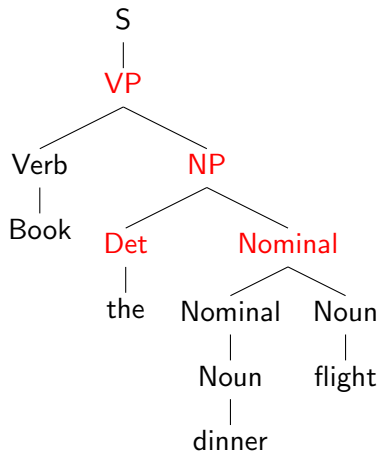 S
VP
Verb NP
Book Det Nominal
the Nominal Noun
Noun flight
dinner